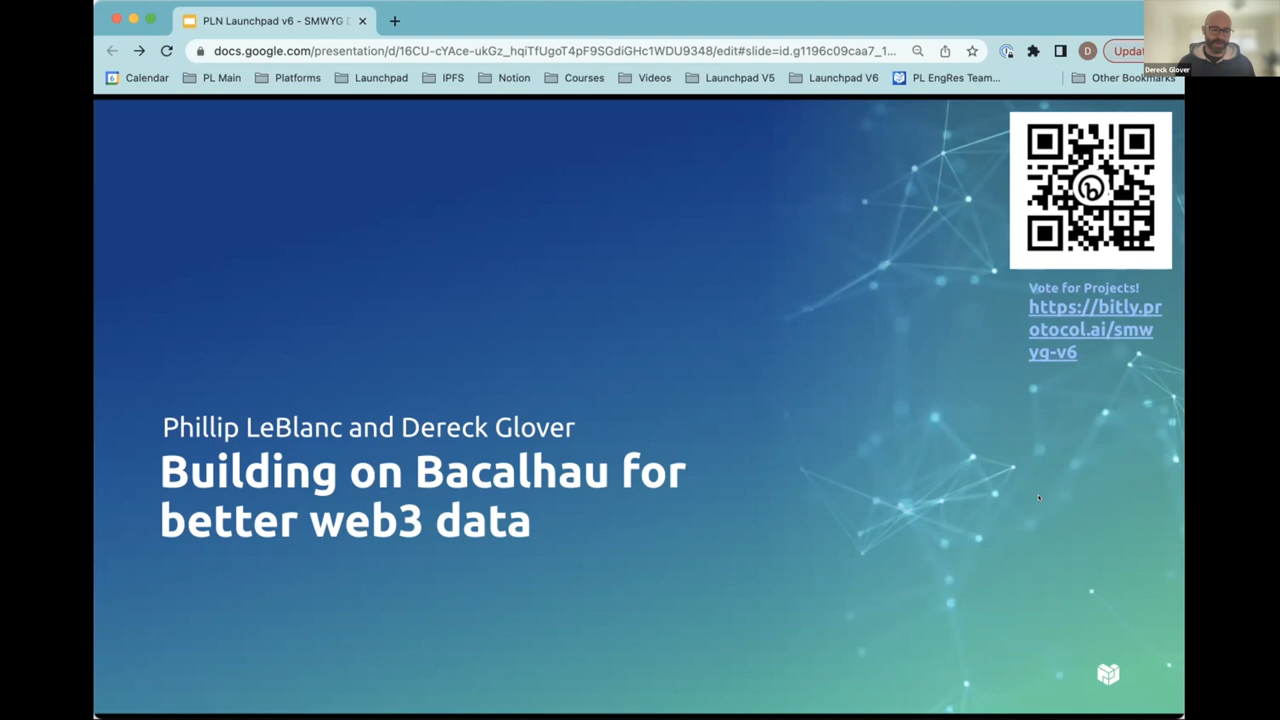 PLN Launchpad v6 - SMWYG
docs.google.com/presentation/d/16CU-cYAce-ukGz_hqiTfUgoT4pF9SGdiGHc1WDU9348/edit#slide=id.g1196c09caa7_1...
D
Upda
Dereck Glover
Calendar PL Main Platforms Launchpad IPFS Notion Courses Videos Launchpad V5 Launchpad V6 PL EngRes Team... Other Bookmarks
b
Vote for Projects!
https://bitly.pr
otocol.ai/smw
yg-v6
Phillip LeBlanc and Dereck Glover
Building on Bacalhau for
better web3 data